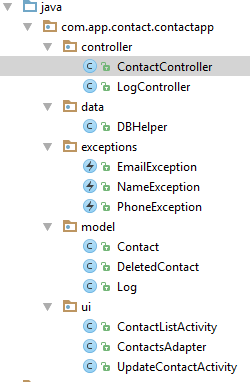 java
com.app.contact.contactapp
controller
ContactController
LogController
data
DBHelper
exceptions
EmailException
NameException
PhoneException
model
Contact
DeletedContact
Log
ui
ContactListActivity
ContactsAdapter
UpdateContactActivity